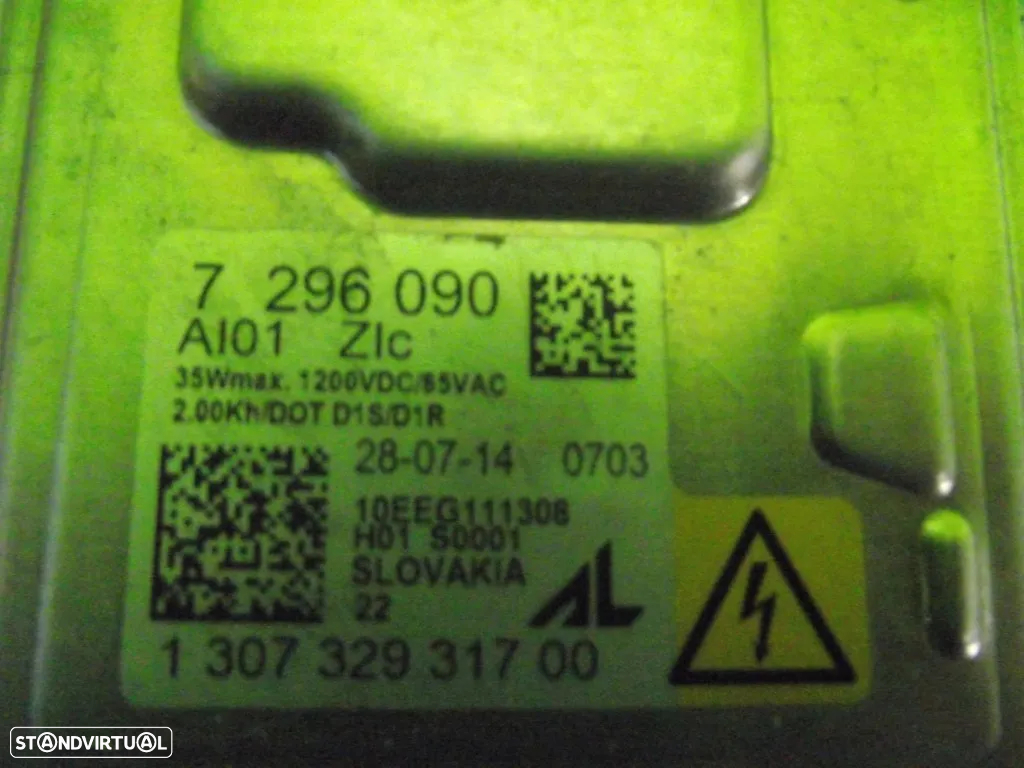 7 296 090
AI01 ZIc
35Wmax. 1200VDC/85VAC
2.00Kh/DOT D1S/D1R
28-07-14 0703
10EEG111308
H01 S0001
SLOVAKIA
22
AL
1 307 329 317 00
STANDVIRTUAL